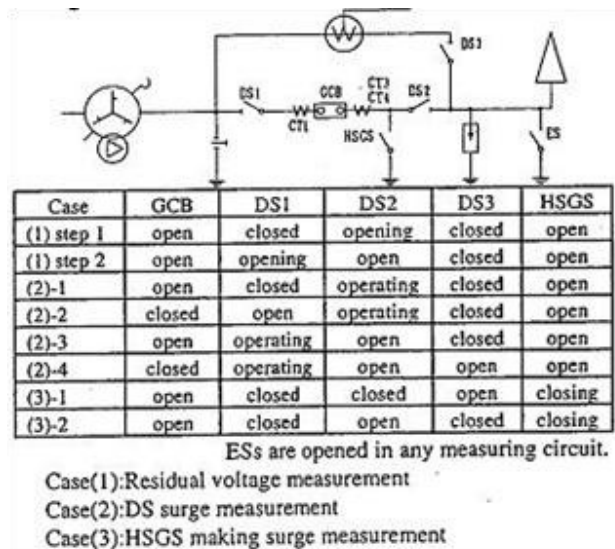 DS3
DS1 GCB CT3 DS2
CT4
CT1 HSGS ES
Case GCB DS1 DS2 DS3 HSGS
(1) step 1 open closed opening closed open
(1) step 2 open opening open closed open
(2)-1 open closed operating closed open
(2)-2 closed open operating closed open
(2)-3 open operating open closed open
(2)-4 closed operating open open open
(3)-1 open closed closed open closing
(3)-2 open closed open closed closing
ESs are opened in any measuring circuit.
Case(1):Residual voltage measurement
Case(2):DS surge measurement
Case(3):HSGS making surge measurement